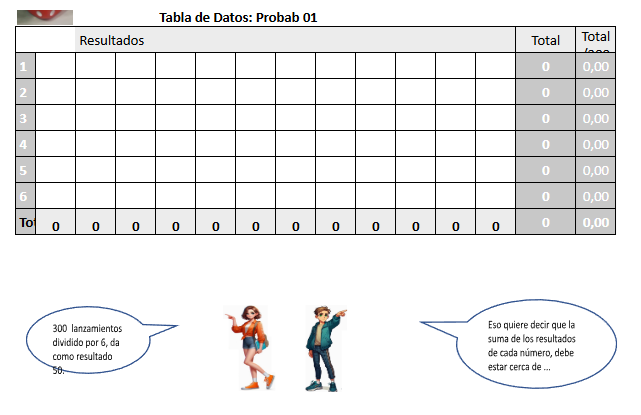 Tabla de Datos: Probab 01
Resultados Total Total
1 0 0,00
2 0 0,00
3 0 0,00
4 0 0,00
5 0 0,00
6 0 0,00
Tot 0 0 0 0 0 0 0 0 0 0 0 0 0 0,00
300 lanzamientos
dividido por 6, da
como resultado
50.
Eso quiere decir que la
suma de los resultados
de cada número, debe
estar cerca de ...